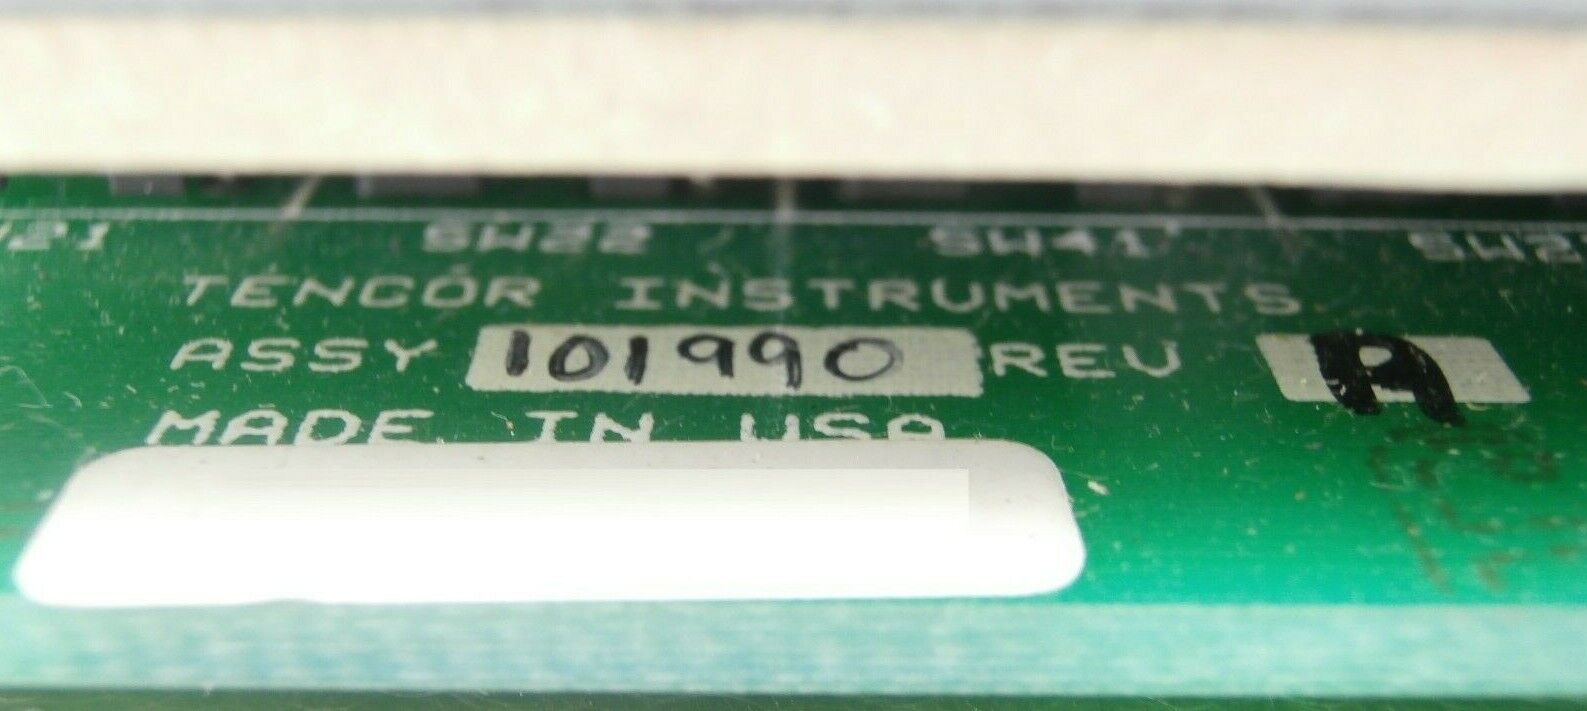 SW22 SW41
TENCOR INSTRUMENTS
ASSY 101990 REV A
MADE IN USA